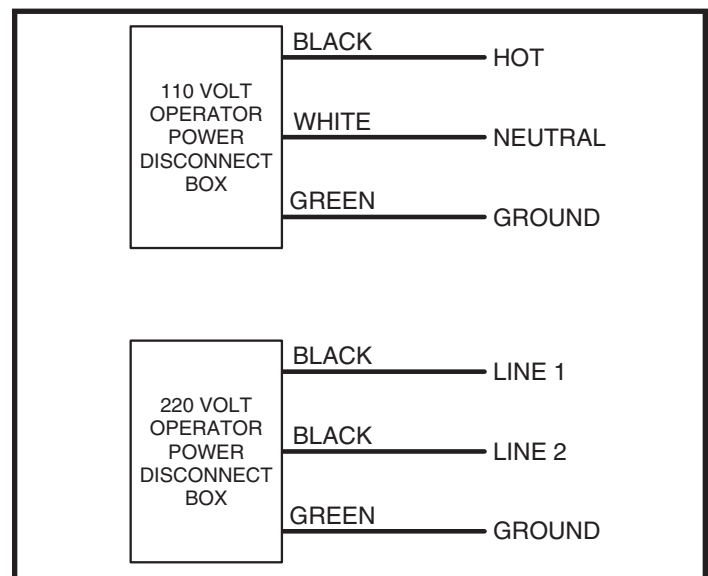 110 VOLT
OPERATOR
POWER
DISCONNECT
BOX
BLACK
HOT
WHITE
NEUTRAL
GREEN
GROUND
220 VOLT
OPERATOR
POWER
DISCONNECT
BOX
BLACK
LINE 1
BLACK
LINE 2
GREEN
GROUND